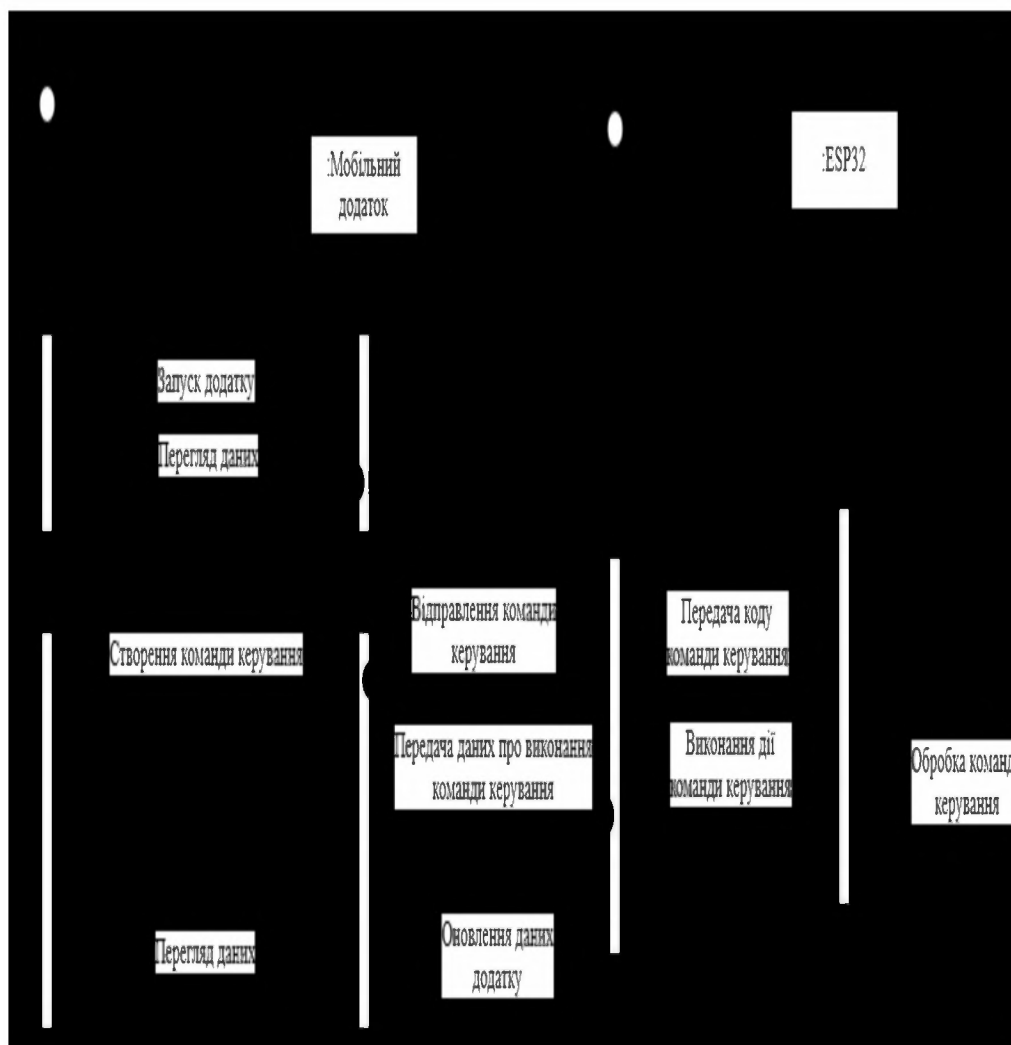 :Мобільний
додаток
:ESP32
Запуск додатку
Перегляд даних
Відправлення команди
керування
Передача коду
команди керування
Створення команди керування
Передача даних про виконання
команди керування
Виконання дії
команди керування
Обробка команд
керування
Перегляд даних
Оновлення даних
додатку